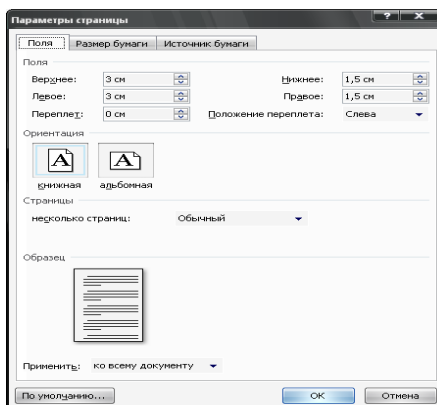 Параметры страницы
Поля Размер бумаги Источник бумаги
Поля
Верхнее: 3 см Нижнее: 1,5 см
Левое: 3 см Правое: 1,5 см
Переплет: 0 см Положение переплета: Слева
Ориентация
A A
книжная альбомная
Страницы
несколько страниц: Обычный
Образец
Применить: ко всему документу
По умолчанию... ОК Отмена